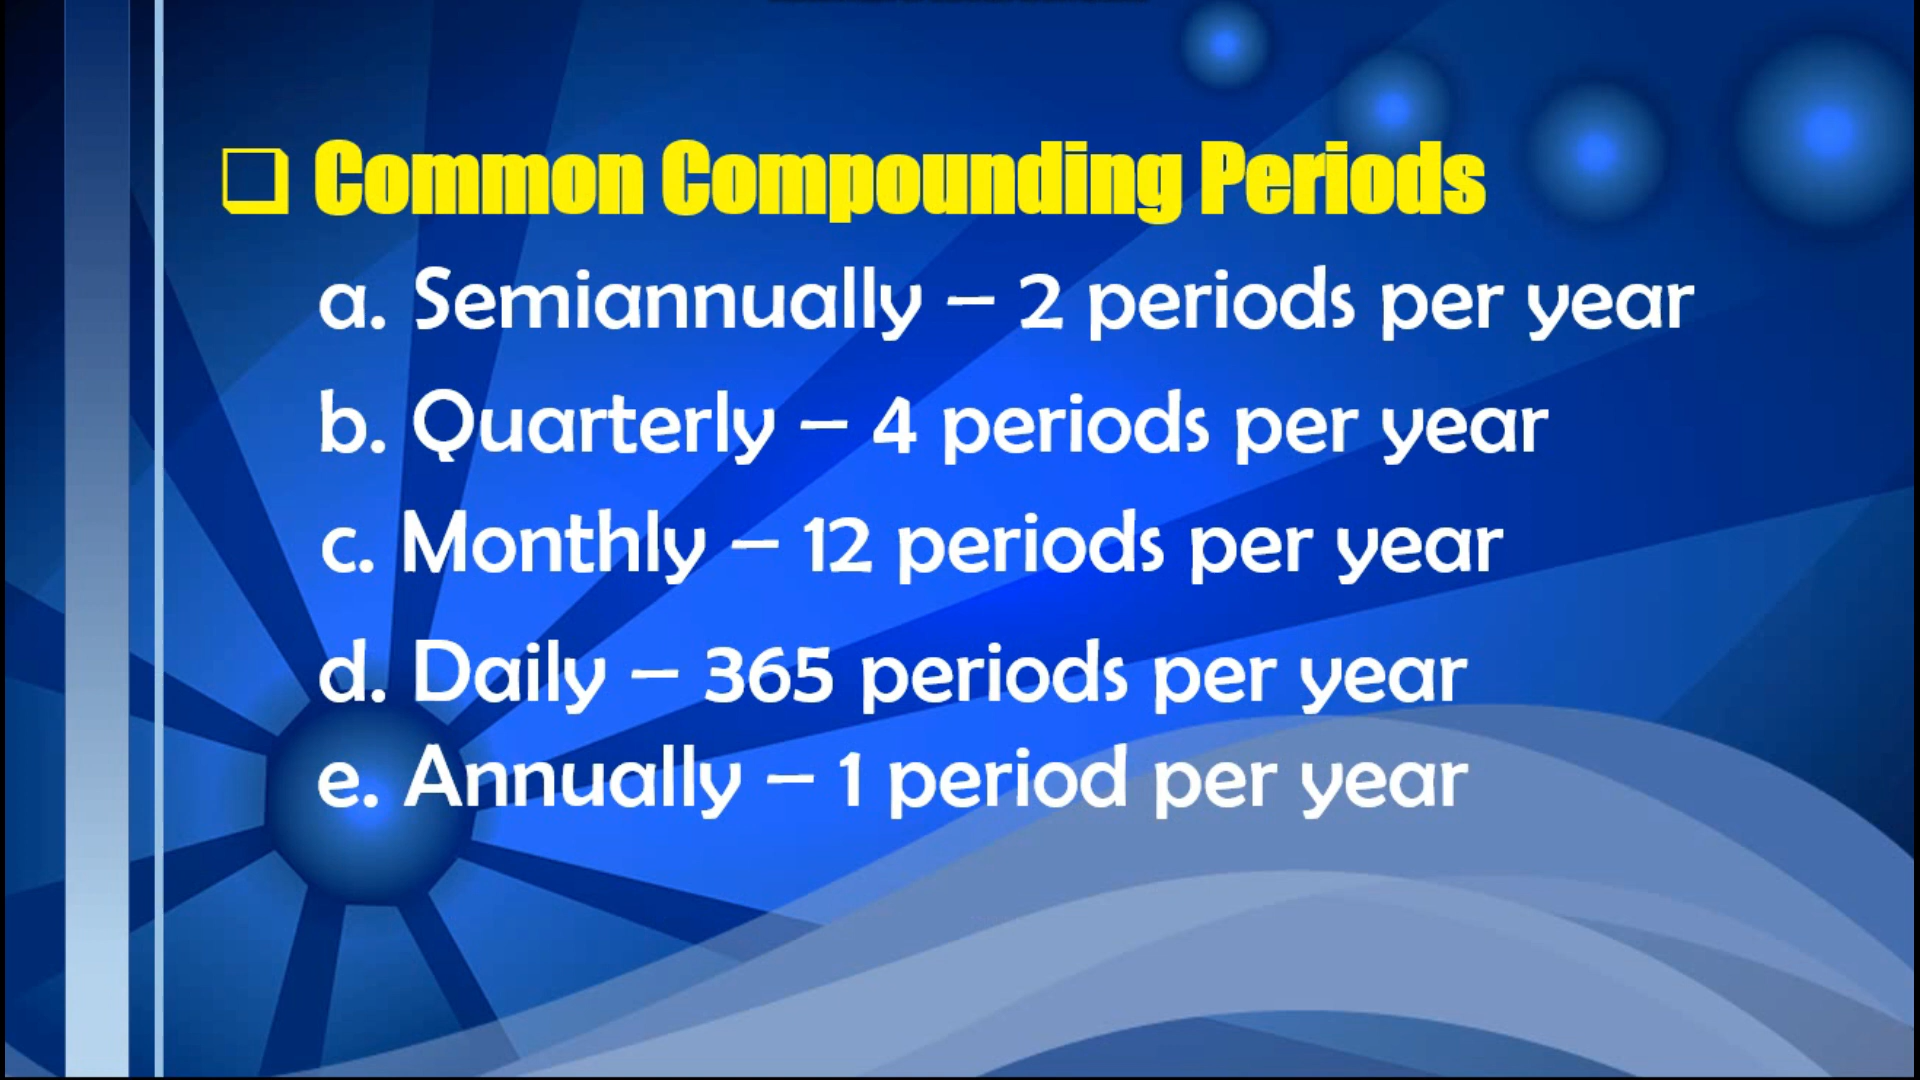 ❑ Common Compounding Periods
a. Semiannually – 2 periods per year
b. Quarterly – 4 periods per year
c. Monthly – 12 periods per year
d. Daily – 365 periods per year
e. Annually – 1 period per year